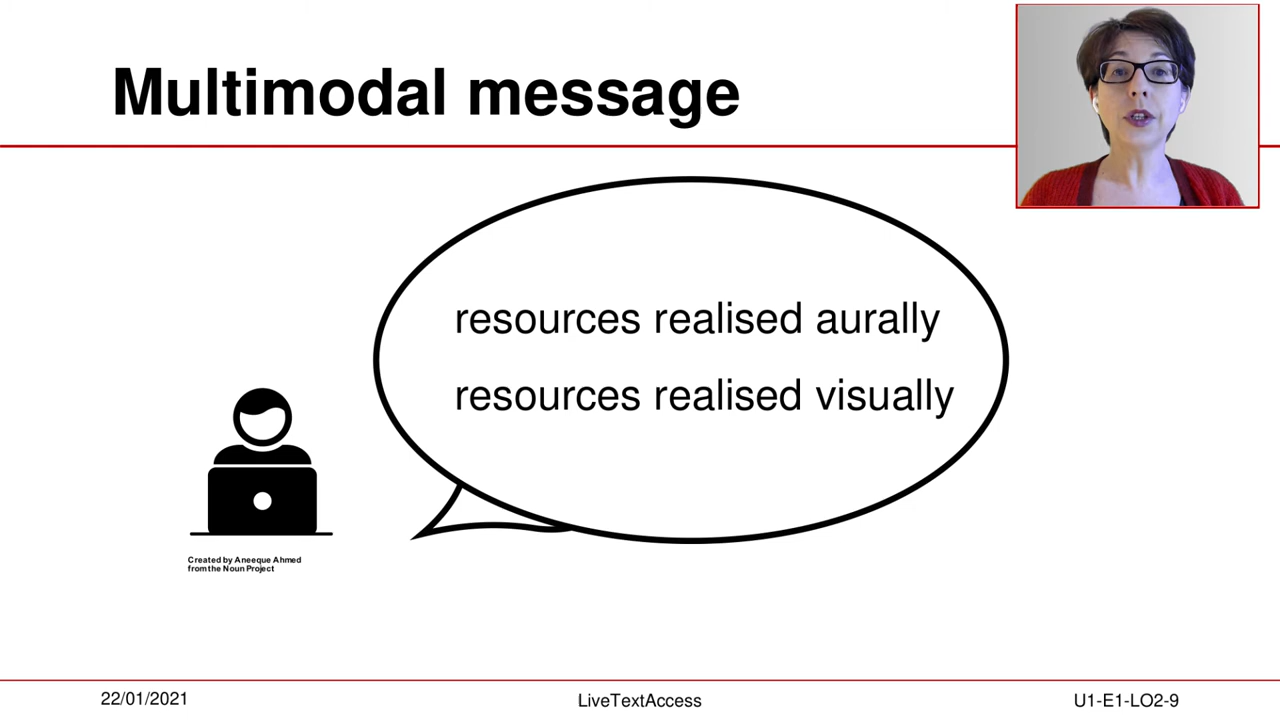 Multimodal message
resources realised aurally
resources realised visually
Created by Aneeque Ahmed
from the Noun Project
22/01/2021
LiveTextAccess
U1-E1-LO2-9